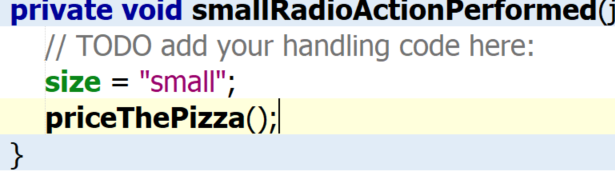 private void smallRadioActionPerformed(j
// TODO add your handling code here:
size = "small";
priceThePizza();
}